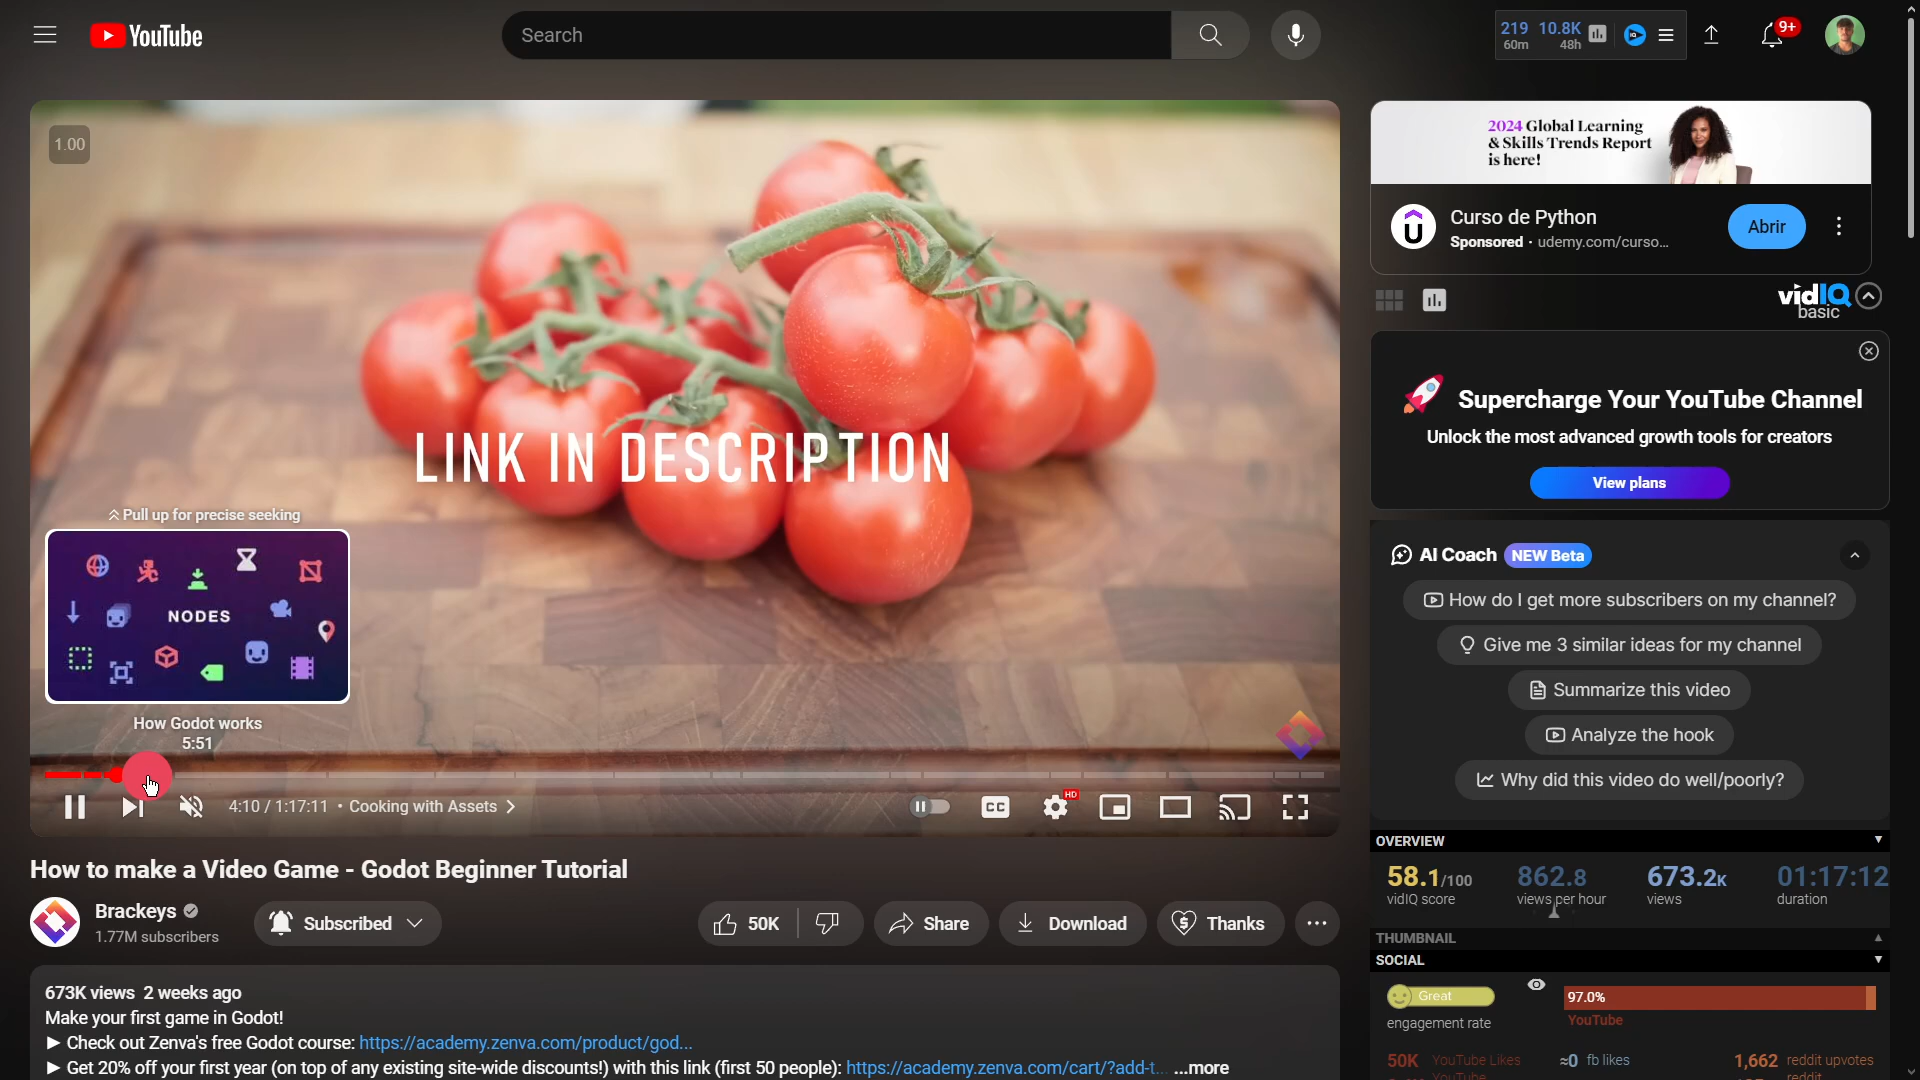 YouTube
Search
219 10.8K
60m 48h
9+
1.00
LINK IN DESCRIPTION
Pull up for precise seeking
NODES
How Godot works
5:51
4:10 / 1:17:11 • Cooking with Assets
CC
HD
How to make a Video Game - Godot Beginner Tutorial
Brackeys
1.77M subscribers
Subscribed
50K
Share
Download
Thanks
673K views 2 weeks ago
Make your first game in Godot!
► Check out Zenva's free Godot course: https://academy.zenva.com/product/god...
► Get 20% off your first year (on top of any existing site-wide discounts!) with this link (first 50 people): https://academy.zenva.com/cart/?add-t... ...more
2024 Global Learning
& Skills Trends Report
is here!
Curso de Python
Sponsored · udemy.com/curso...
Abrir
vidIQ
basic
Supercharge Your YouTube Channel
Unlock the most advanced growth tools for creators
View plans
AI Coach NEW Beta
How do I get more subscribers on my channel?
Give me 3 similar ideas for my channel
Summarize this video
Analyze the hook
Why did this video do well/poorly?
OVERVIEW
58.1/100 862.8 673.2K 01:17:12
vidIQ score views per hour views duration
THUMBNAIL
SOCIAL
Great 97.0%
engagement rate YouTube
50K YouTube Likes ≈0 fb likes 1,662 reddit upvotes
YouTube reddit